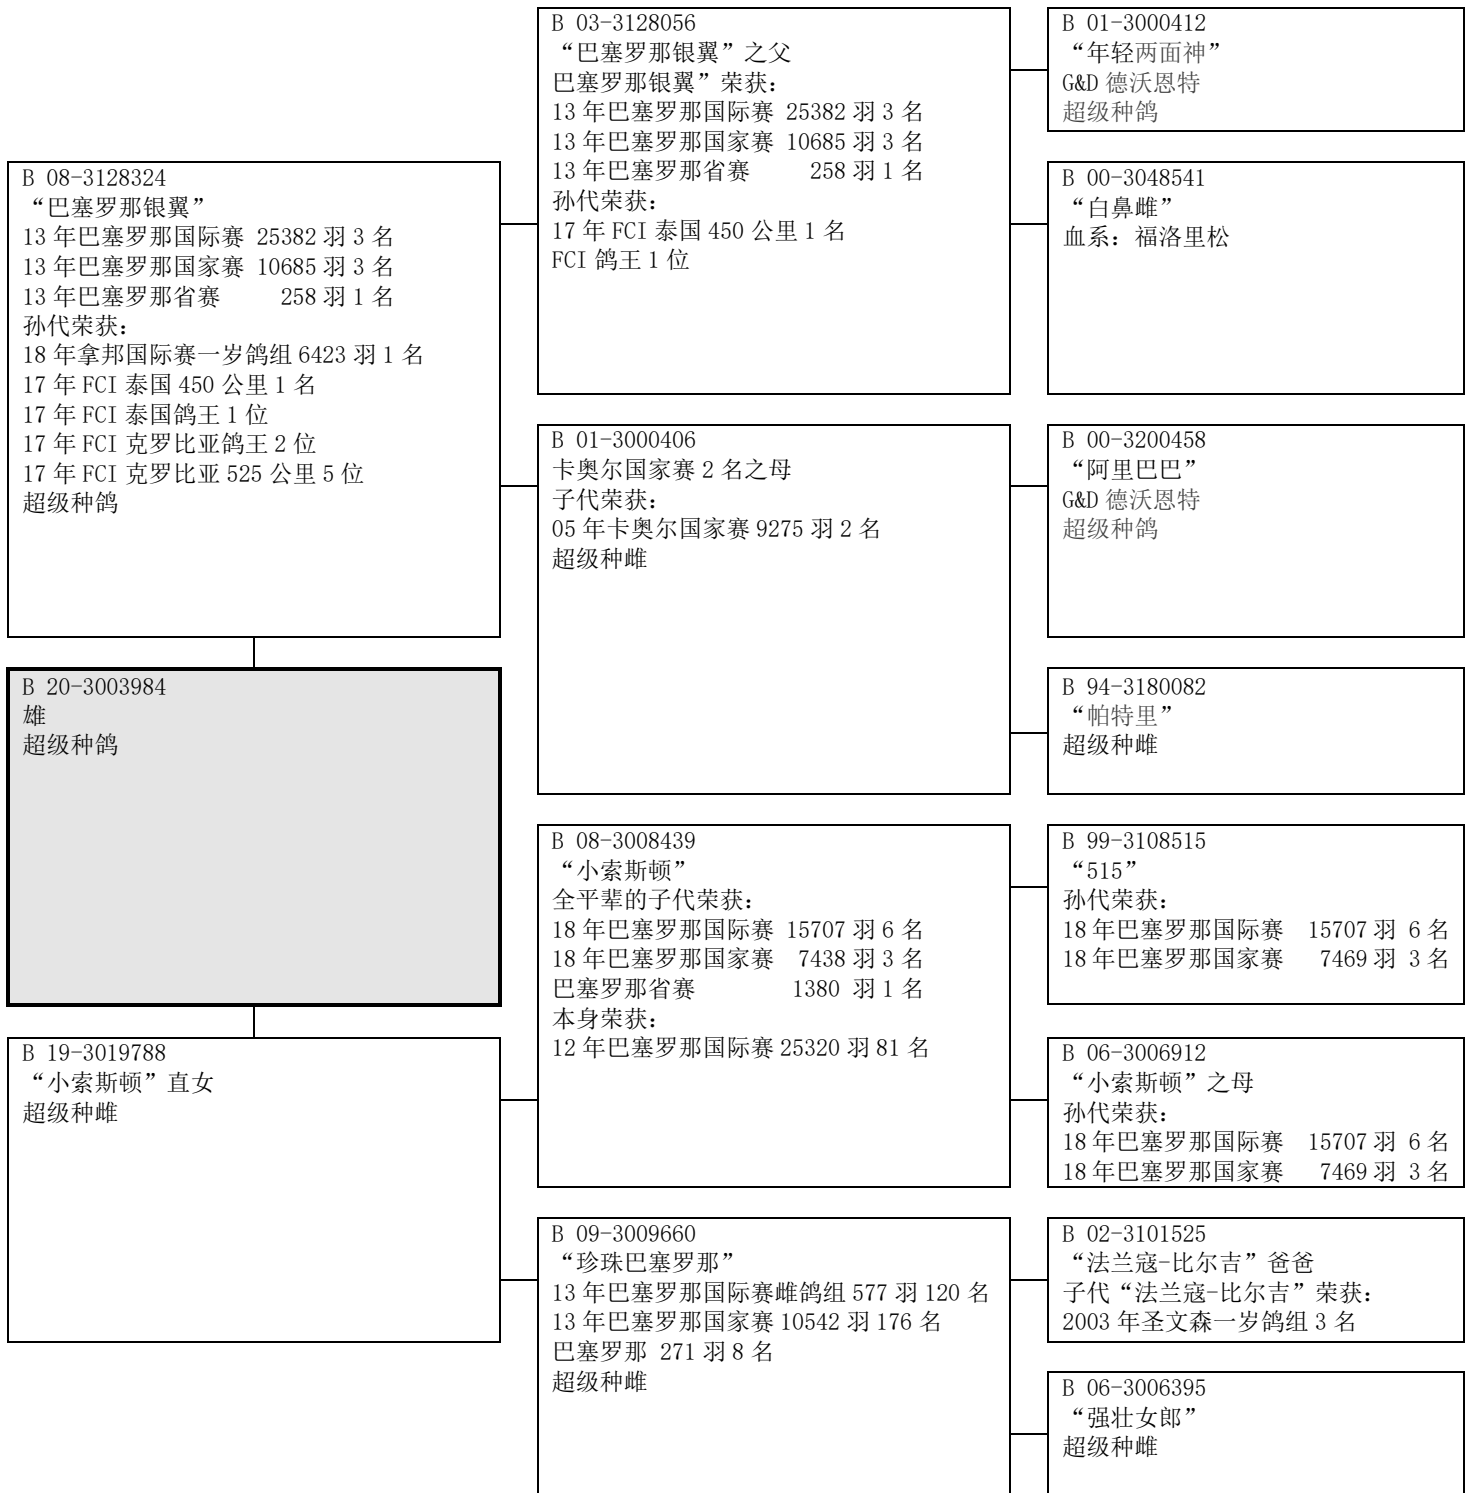 B 08-3128324
“巴塞罗那银翼”
13 年巴塞罗那国际赛 25382 羽 3 名
13 年巴塞罗那国家赛 10685 羽 3 名
13 年巴塞罗那省赛 258 羽 1 名
孙代荣获：
18 年拿邦国际赛一岁鸽组 6423 羽 1 名
17 年 FCI 泰国 450 公里 1 名
17 年 FCI 泰国鸽王 1 位
17 年 FCI 克罗比亚鸽王 2 位
17 年 FCI 克罗比亚 525 公里 5 位
超级种鸽
B 20-3003984
雄
超级种鸽
B 19-3019788
“小索斯顿”直女
超级种雌
B 03-3128056
“巴塞罗那银翼”之父
巴塞罗那银翼”荣获：
13 年巴塞罗那国际赛 25382 羽 3 名
13 年巴塞罗那国家赛 10685 羽 3 名
13 年巴塞罗那省赛 258 羽 1 名
孙代荣获：
17 年 FCI 泰国 450 公里 1 名
FCI 鸽王 1 位
B 01-3000406
卡奥尔国家赛 2 名之母
子代荣获：
05 年卡奥尔国家赛 9275 羽 2 名
超级种雌
B 08-3008439
“小索斯顿”
全平辈的子代荣获：
18 年巴塞罗那国际赛 15707 羽 6 名
18 年巴塞罗那国家赛 7438 羽 3 名
巴塞罗那省赛 1380 羽 1 名
本身荣获：
12 年巴塞罗那国际赛 25320 羽 81 名
B 09-3009660
“珍珠巴塞罗那”
13 年巴塞罗那国际赛雌鸽组 577 羽 120 名
13 年巴塞罗那国家赛 10542 羽 176 名
巴塞罗那 271 羽 8 名
超级种雌
B 01-3000412
“年轻两面神”
G&D 德沃恩特
超级种鸽
B 00-3048541
“白鼻雌”
血系：福洛里松
B 00-3200458
“阿里巴巴”
G&D 德沃恩特
超级种鸽
B 94-3180082
“帕特里”
超级种雌
B 99-3108515
“515”
孙代荣获：
18 年巴塞罗那国际赛 15707 羽 6 名
18 年巴塞罗那国家赛 7469 羽 3 名
B 06-3006912
“小索斯顿”之母
孙代荣获：
18 年巴塞罗那国际赛 15707 羽 6 名
18 年巴塞罗那国家赛 7469 羽 3 名
B 02-3101525
“法兰寇-比尔吉”爸爸
子代“法兰寇-比尔吉”荣获：
2003 年圣文森一岁鸽组 3 名
B 06-3006395
“强壮女郎”
超级种雌